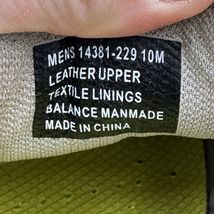 MENS 14381-229 10M
LEATHER UPPER
TEXTILE LININGS
BALANCE MANMADE
MADE IN CHINA